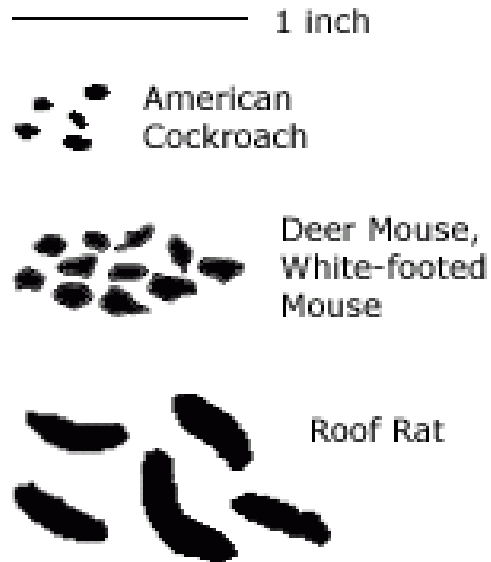 1 inch
American
Cockroach
Deer Mouse,
White-footed
Mouse
Roof Rat